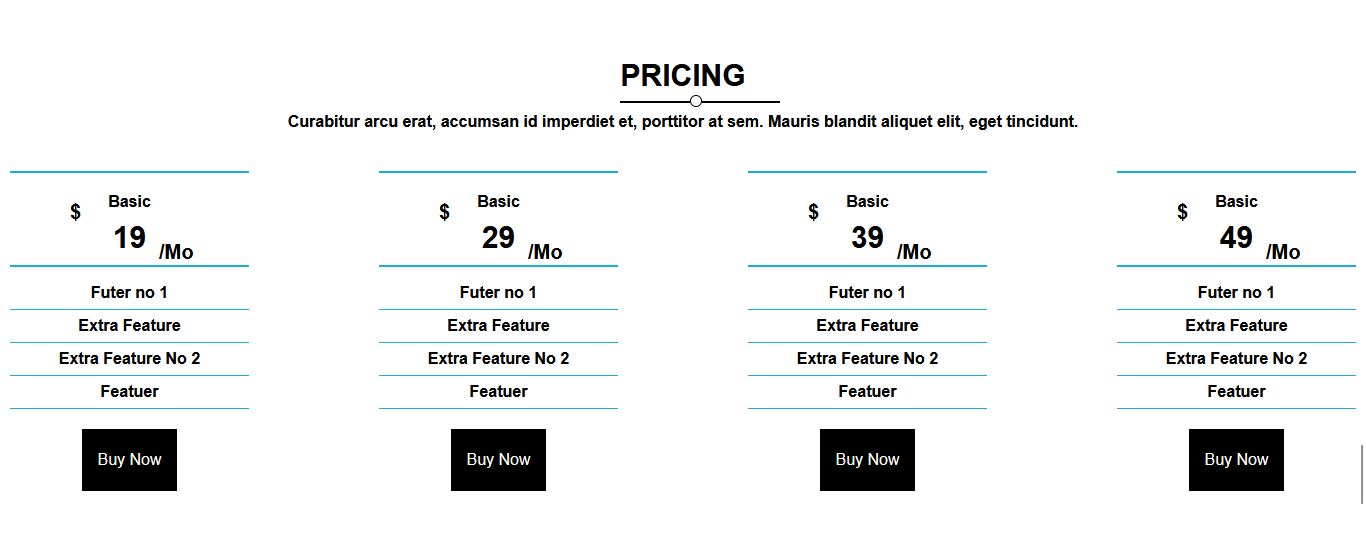 PRICING
Curabitur arcu erat, accumsan id imperdiet et, porttitor at sem. Mauris blandit aliquet elit, eget tincidunt.
Basic
$ 19 /Mo
Futer no 1
Extra Feature
Extra Feature No 2
Featuer
Buy Now
Basic
$ 29 /Mo
Futer no 1
Extra Feature
Extra Feature No 2
Featuer
Buy Now
Basic
$ 39 /Mo
Futer no 1
Extra Feature
Extra Feature No 2
Featuer
Buy Now
Basic
$ 49 /Mo
Futer no 1
Extra Feature
Extra Feature No 2
Featuer
Buy Now